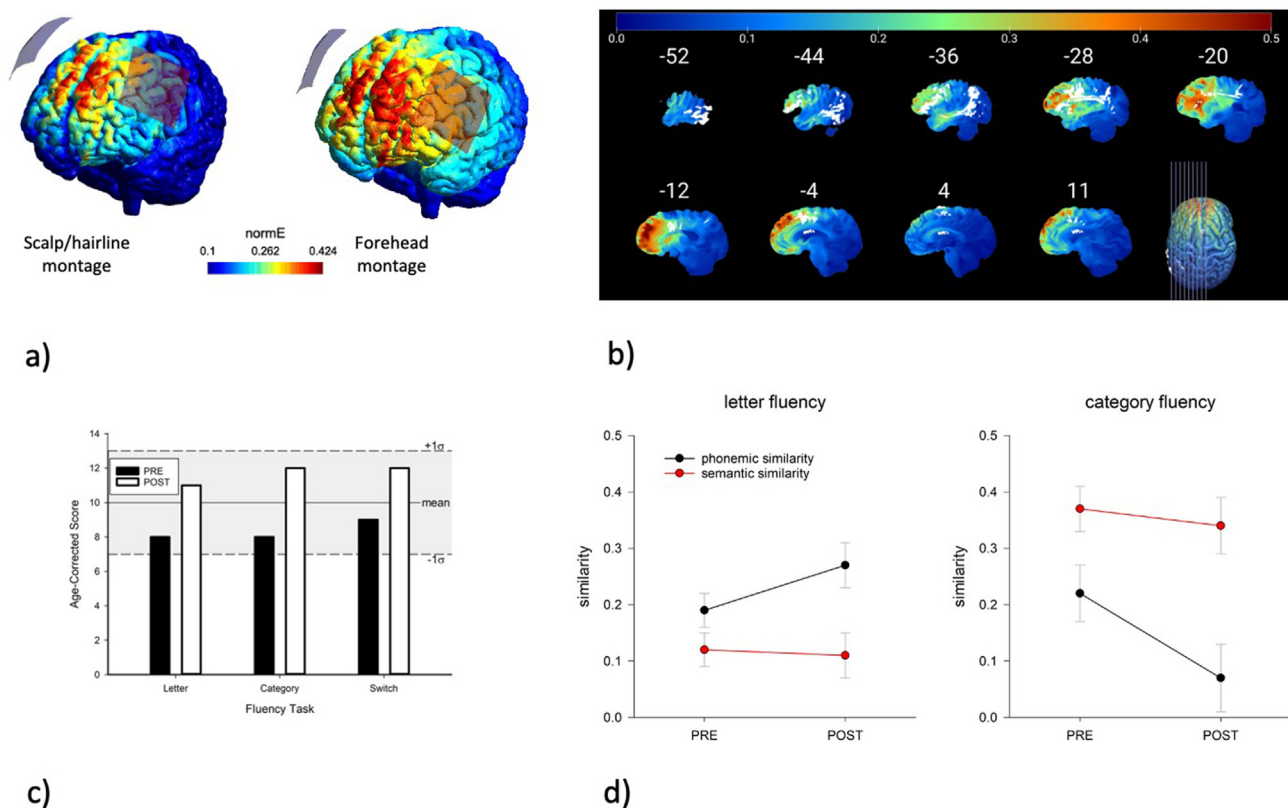 Scalp/hairline
montage
normE
0.1 0.262 0.424
Forehead
montage
a)
0.0 0.1 0.2 0.3 0.4 0.5
-52 -44 -36 -28 -20
-12 -4 4 11
b)
14
12
10
8
6
4
2
0
Age-Corrected Score
PRE
POST
+1σ
mean
-1σ
Letter Category Switch
Fluency Task
c)
letter fluency
0.5
0.4
0.3
0.2
0.1
0.0
similarity
phonemic similarity
semantic similarity
PRE POST
category fluency
0.5
0.4
0.3
0.2
0.1
0.0
similarity
PRE POST
d)